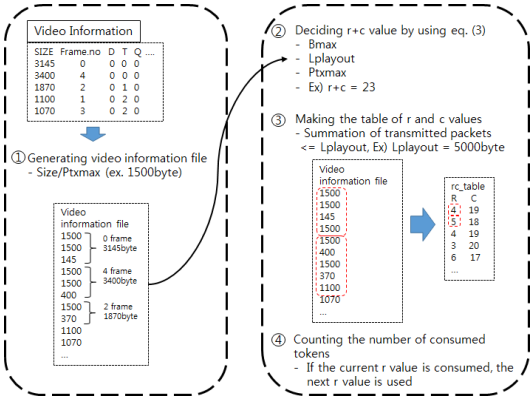 Video Information
SIZE Frame.no D T Q ....
3145 0 0 0 0
3400 4 0 0 0
1870 2 0 1 0
1100 1 0 2 0
1070 3 0 2 0
① Generating video information file
- Size/Ptxmax (ex. 1500byte)
Video
information file
1500
1500
145
0 frame
3145byte
1500
1500
400
4 frame
3400byte
1500
370
2 frame
1870byte
1100
1070
...
② Deciding r+c value by using eq. (3)
- Bmax
- Lplayout
- Ptxmax
- Ex) r+c = 23
③ Making the table of r and c values
- Summation of transmitted packets
<= Lplayout, Ex) Lplayout = 5000byte
Video
information file
1500
1500
145
1500
1500
400
1500
370
1100
1070
...
rc_table
R C
4 19
5 18
4 19
3 20
6 17
...
④ Counting the number of consumed
tokens
- If the current r value is consumed, the
next r value is used